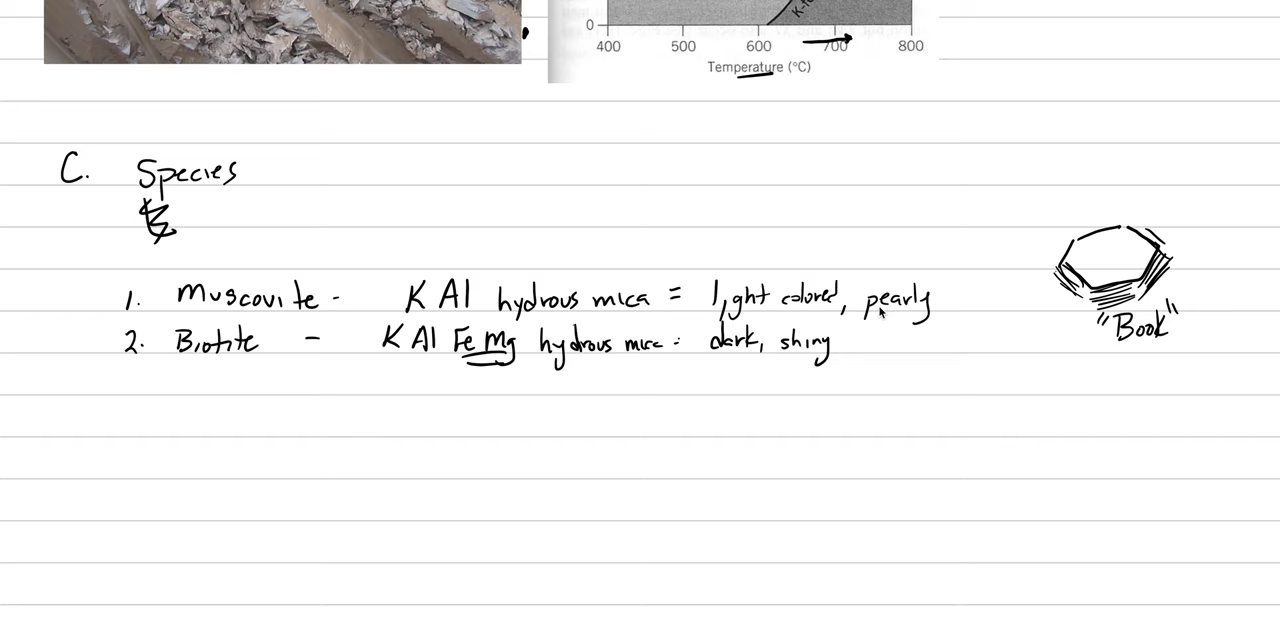 0
K-f
400 500 600 700 800
Temperature (°C)
C. Species
1. Muscovite - K Al hydrous mica = light colored, pearly
2. Biotite - K Al Fe Mg hydrous mica = dark, shiny
"Book"